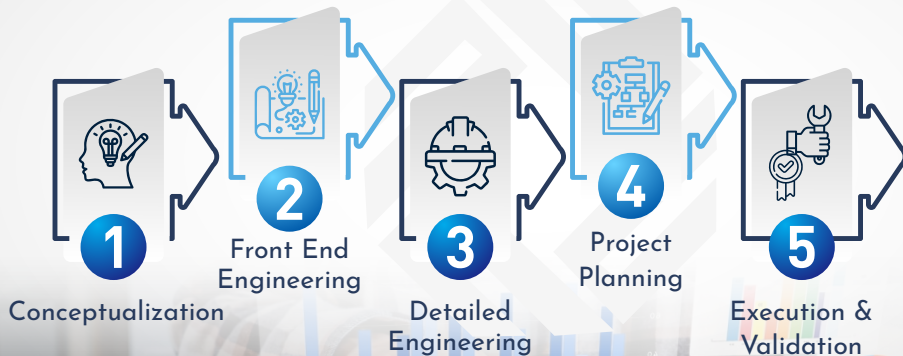 1
Conceptualization
2
Front End
Engineering
3
Detailed
Engineering
4
Project
Planning
5
Execution &
Validation